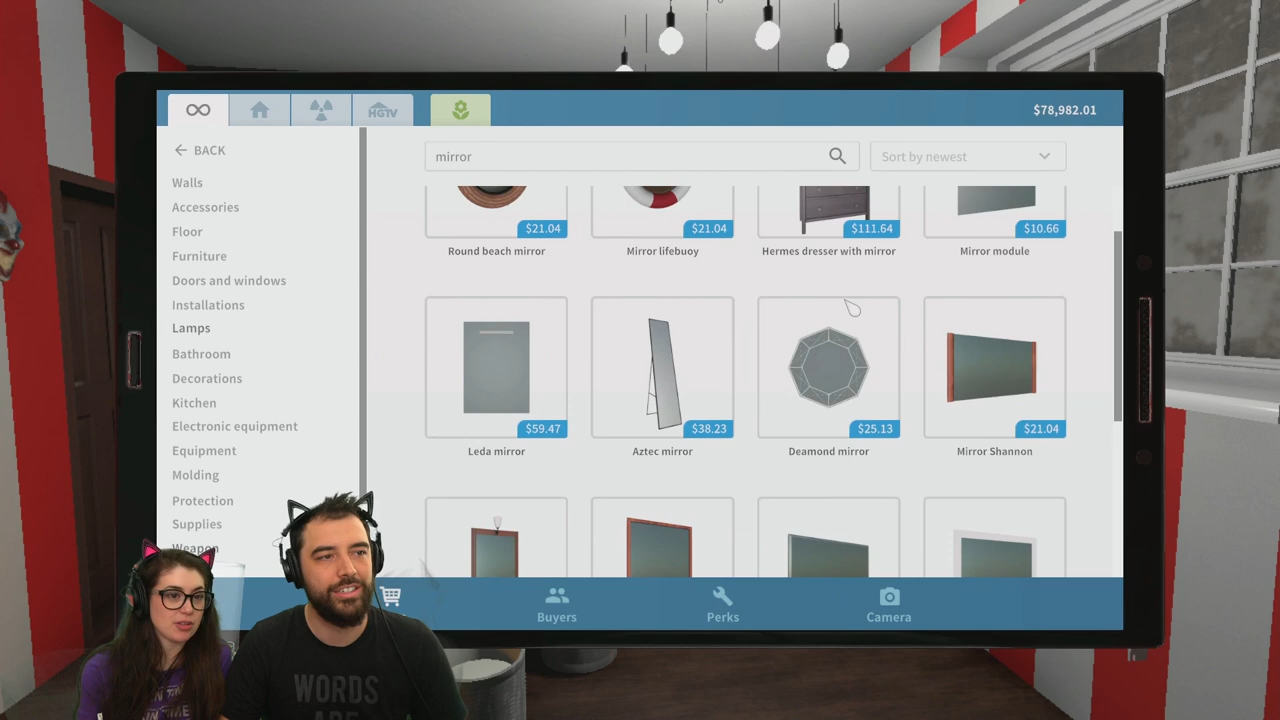 HGTV
$78,982.01
BACK
mirror
Sort by newest
Walls
Accessories
Floor
Furniture
Doors and windows
Installations
Lamps
Bathroom
Decorations
Kitchen
Electronic equipment
Equipment
Molding
Protection
Supplies
Weapon
$21.04
$21.04
$111.64
$10.66
Round beach mirror
Mirror lifebuoy
Hermes dresser with mirror
Mirror module
$59.47
$38.23
$25.13
$21.04
Leda mirror
Aztec mirror
Deamond mirror
Mirror Shannon
Buyers
Perks
Camera
WORDS
ARE